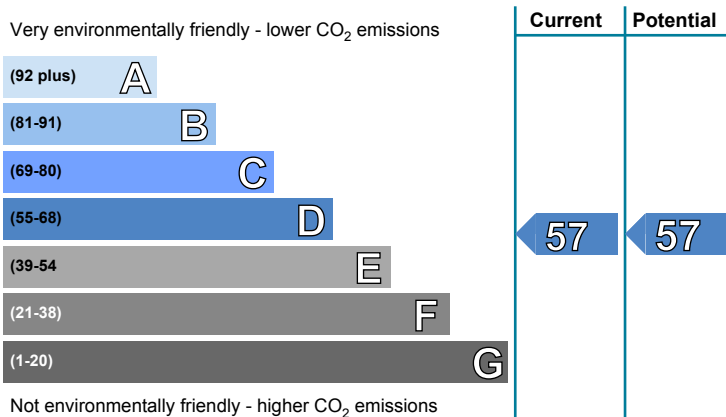 Very environmentally friendly - lower CO2 emissions
Current
Potential
(92 plus) A
(81-91) B
(69-80) C
(55-68) D
57
57
(39-54 E
(21-38) F
(1-20) G
Not environmentally friendly - higher CO2 emissions